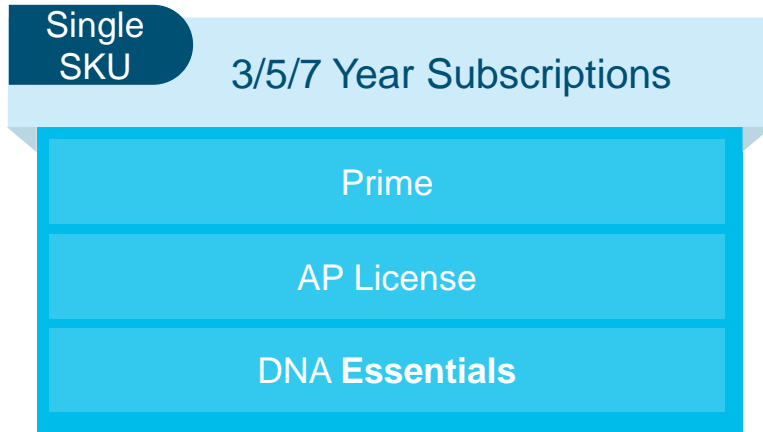 Single
SKU
3/5/7 Year Subscriptions
Prime
AP License
DNA Essentials